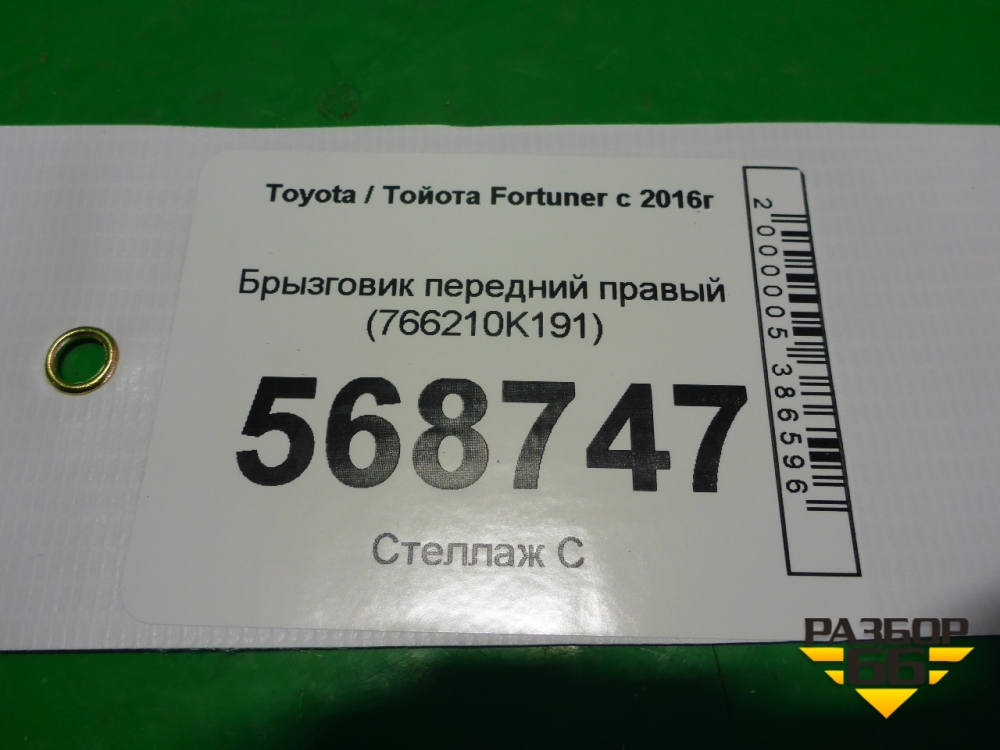 Toyota / Тойота Fortuner с 2016г
Брызговик передний правый
(766210K191)
568747
Стеллаж С
2000005386596
РАЗБОР
66